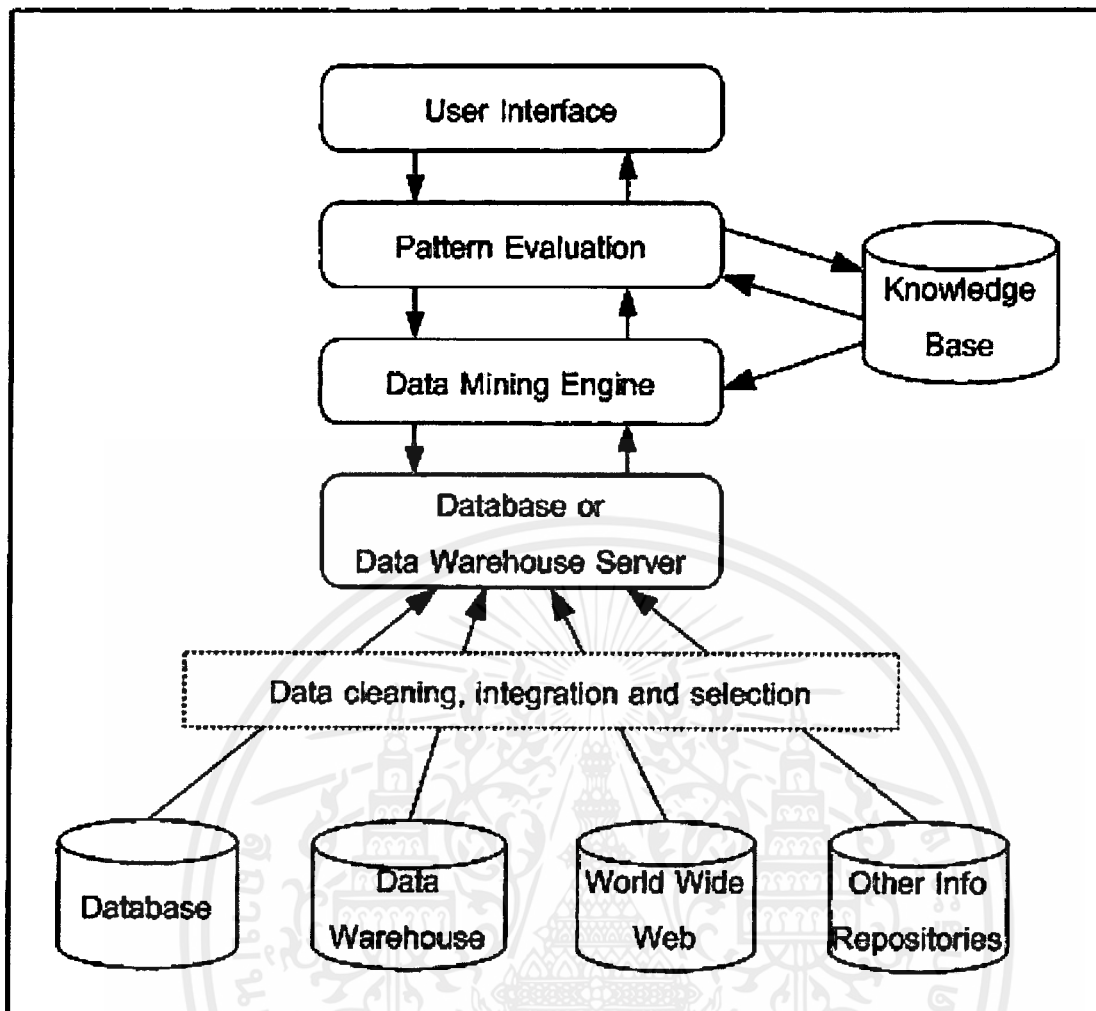 User Interface
Pattern Evaluation
Knowledge
Base
Data Mining Engine
Database or
Data Warehouse Server
Data cleaning, integration and selection
Database
Data
Warehouse
World Wide
Web
Other Info
Repositories